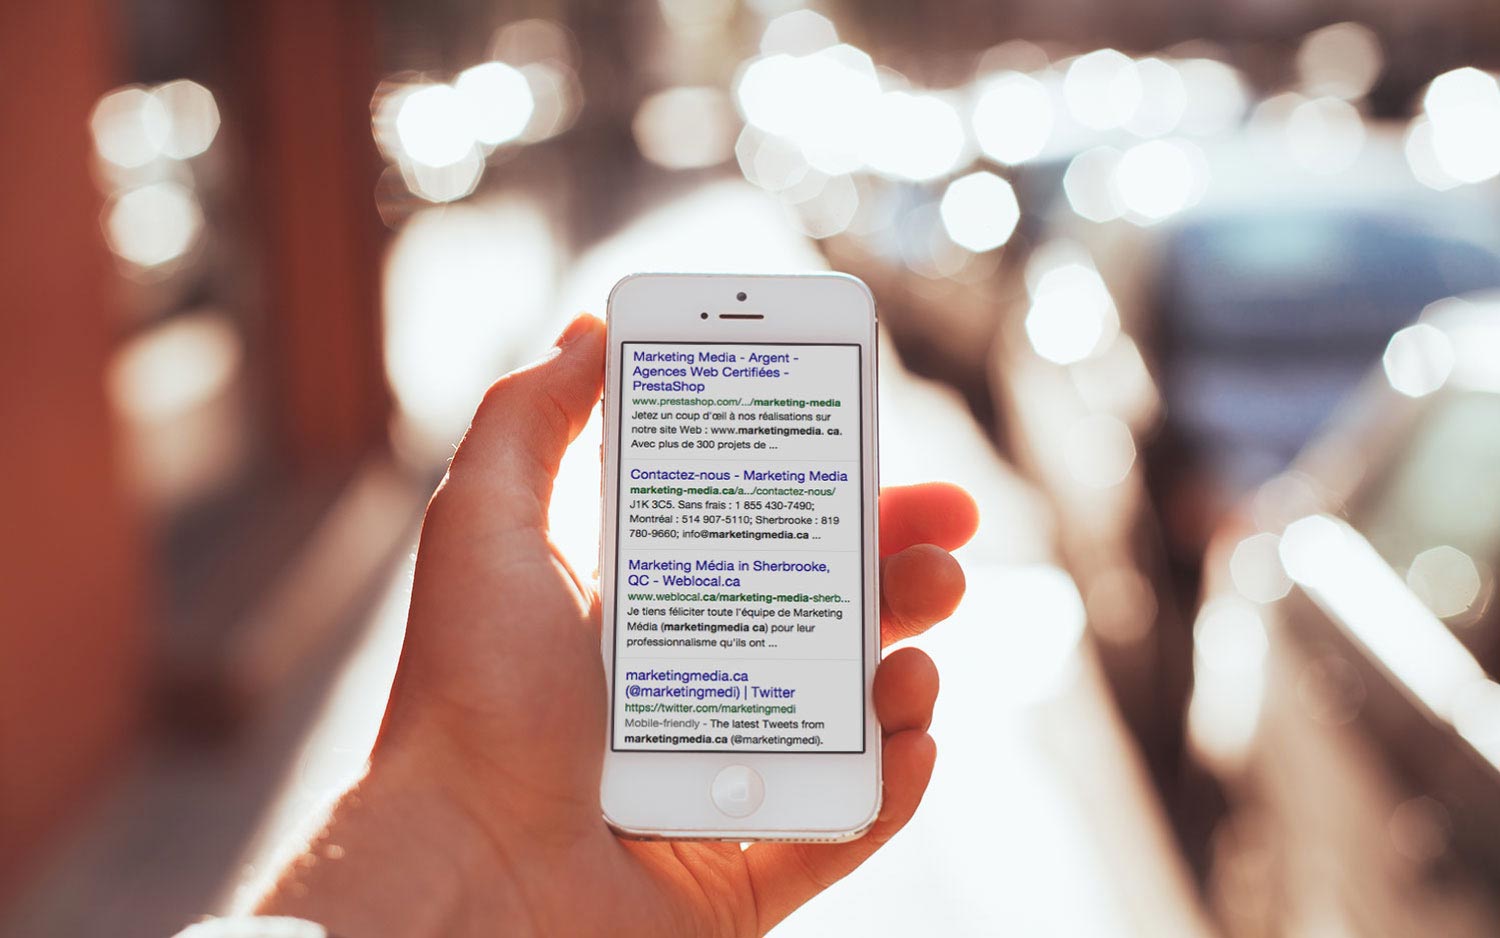 Marketing Media - Argent -
Agences Web Certifiées -
PrestaShop
www.prestashop.com/.../marketing-media
Jetez un coup d'œil à nos réalisations sur
notre site Web : www.marketingmedia. ca.
Avec plus de 300 projets de ...
Contactez-nous - Marketing Media
marketing-media.ca/a.../contactez-nous/
J1K 3C5. Sans frais : 1 855 430-7490;
Montréal : 514 907-5110; Sherbrooke : 819
780-9660; info@marketingmedia.ca ...
Marketing Média in Sherbrooke,
QC - Weblocal.ca
www.weblocal.ca/marketing-media-sherb...
Je tiens féliciter toute l'équipe de Marketing
Média (marketingmedia ca) pour leur
professionnalisme qu'ils ont ...
marketingmedia.ca
(@marketingmedi) | Twitter
https://twitter.com/marketingmedi
Mobile-friendly - The latest Tweets from
marketingmedia.ca (@marketingmedi).